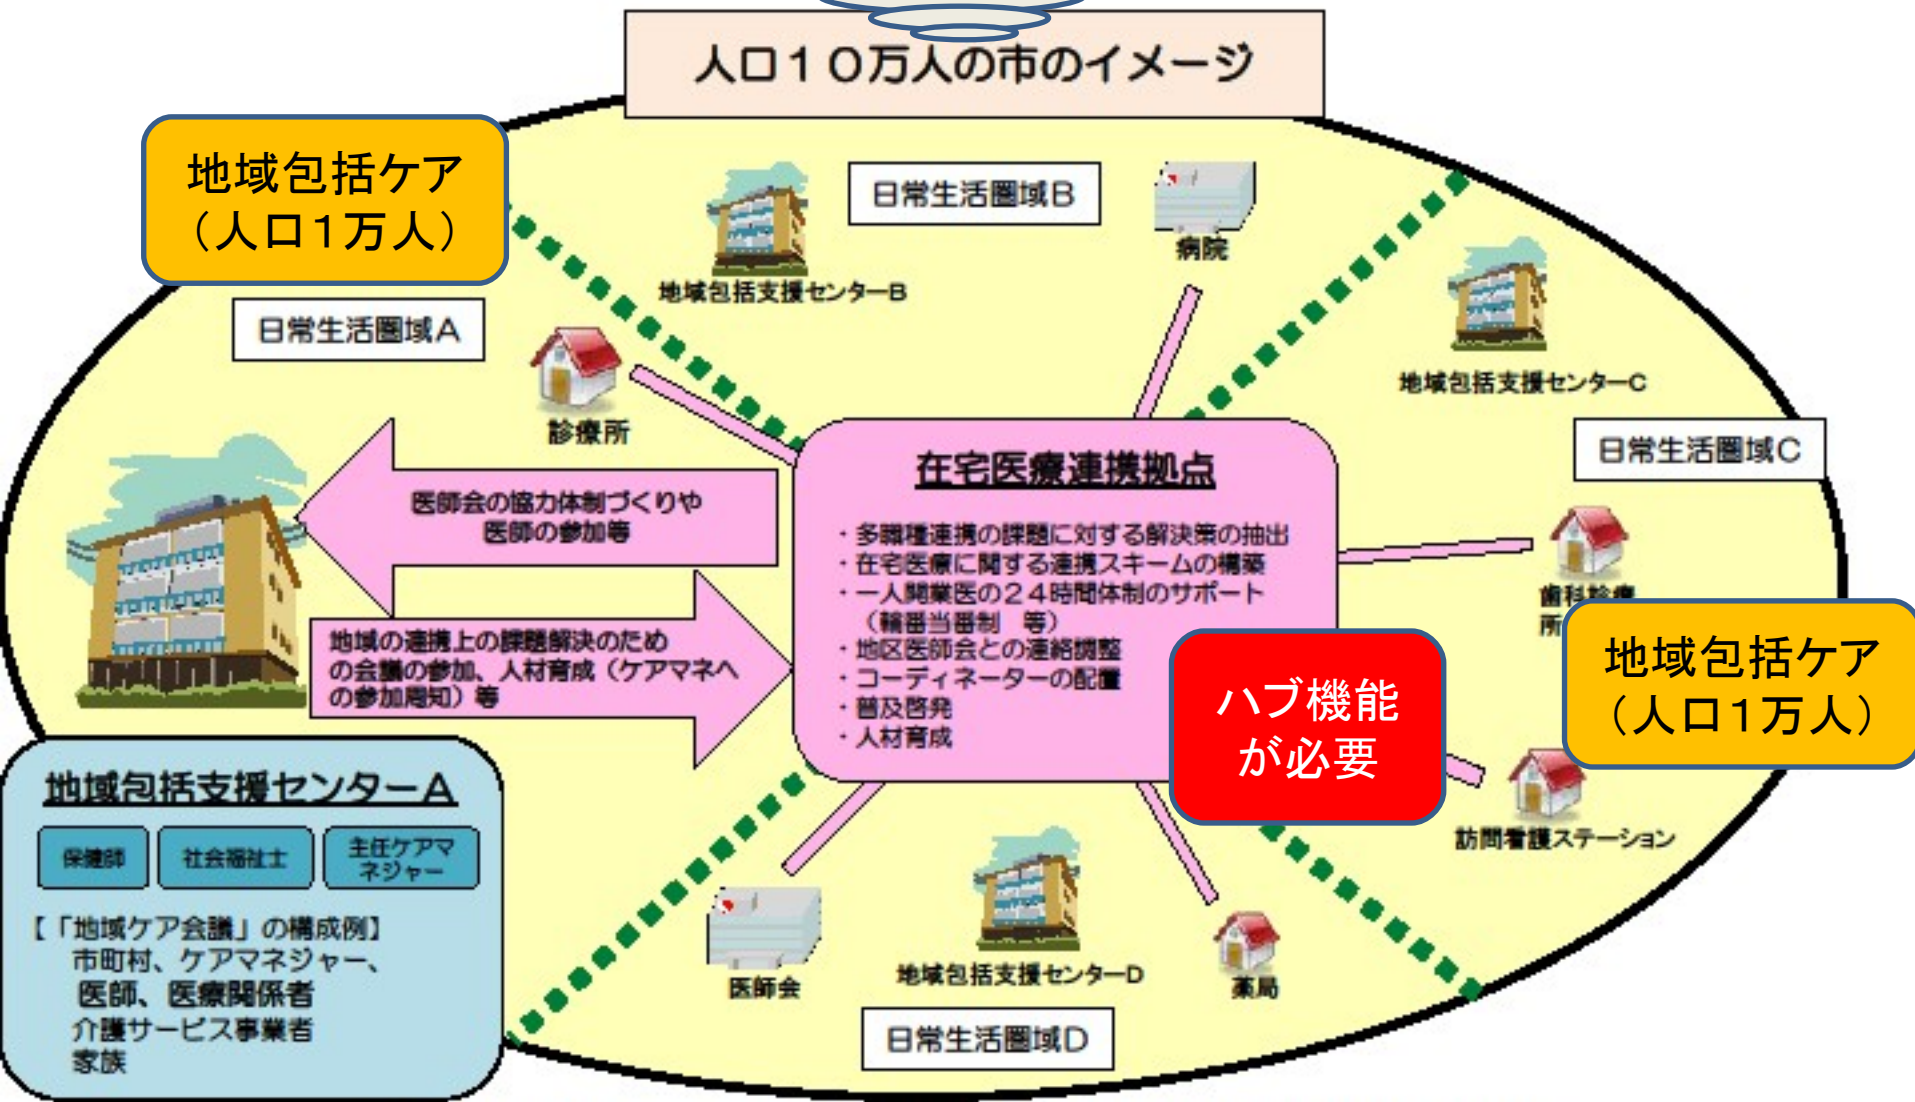 人口１０万人の市のイメージ
地域包括ケア
（人口1万人）
日常生活圏域Ｂ
病院
地域包括支援センターＢ
日常生活圏域Ａ
診療所
地域包括支援センターＣ
日常生活圏域Ｃ
医師会の協力体制づくりや
医師の参加等
地域の連携上の課題解決のため
の会議の参加、人材育成（ケアマネへ
の参加周知）等
在宅医療連携拠点
・多職種連携の課題に対する解決策の抽出
・在宅医療に関する連携スキームの構築
・一人開業医の２４時間体制のサポート
（輪番当番制　等）
・地区医師会との連絡調整
・コーディネーターの配置
・普及啓発
・人材育成
ハブ機能
が必要
歯科診療
所
地域包括ケア
（人口1万人）
訪問看護ステーション
地域包括支援センターＡ
保健師
社会福祉士
主任ケアマ
ネジャー
【「地域ケア会議」の構成例】
市町村、ケアマネジャー、
医師、医療関係者
介護サービス事業者
家族
医師会
地域包括支援センターＤ
薬局
日常生活圏域Ｄ